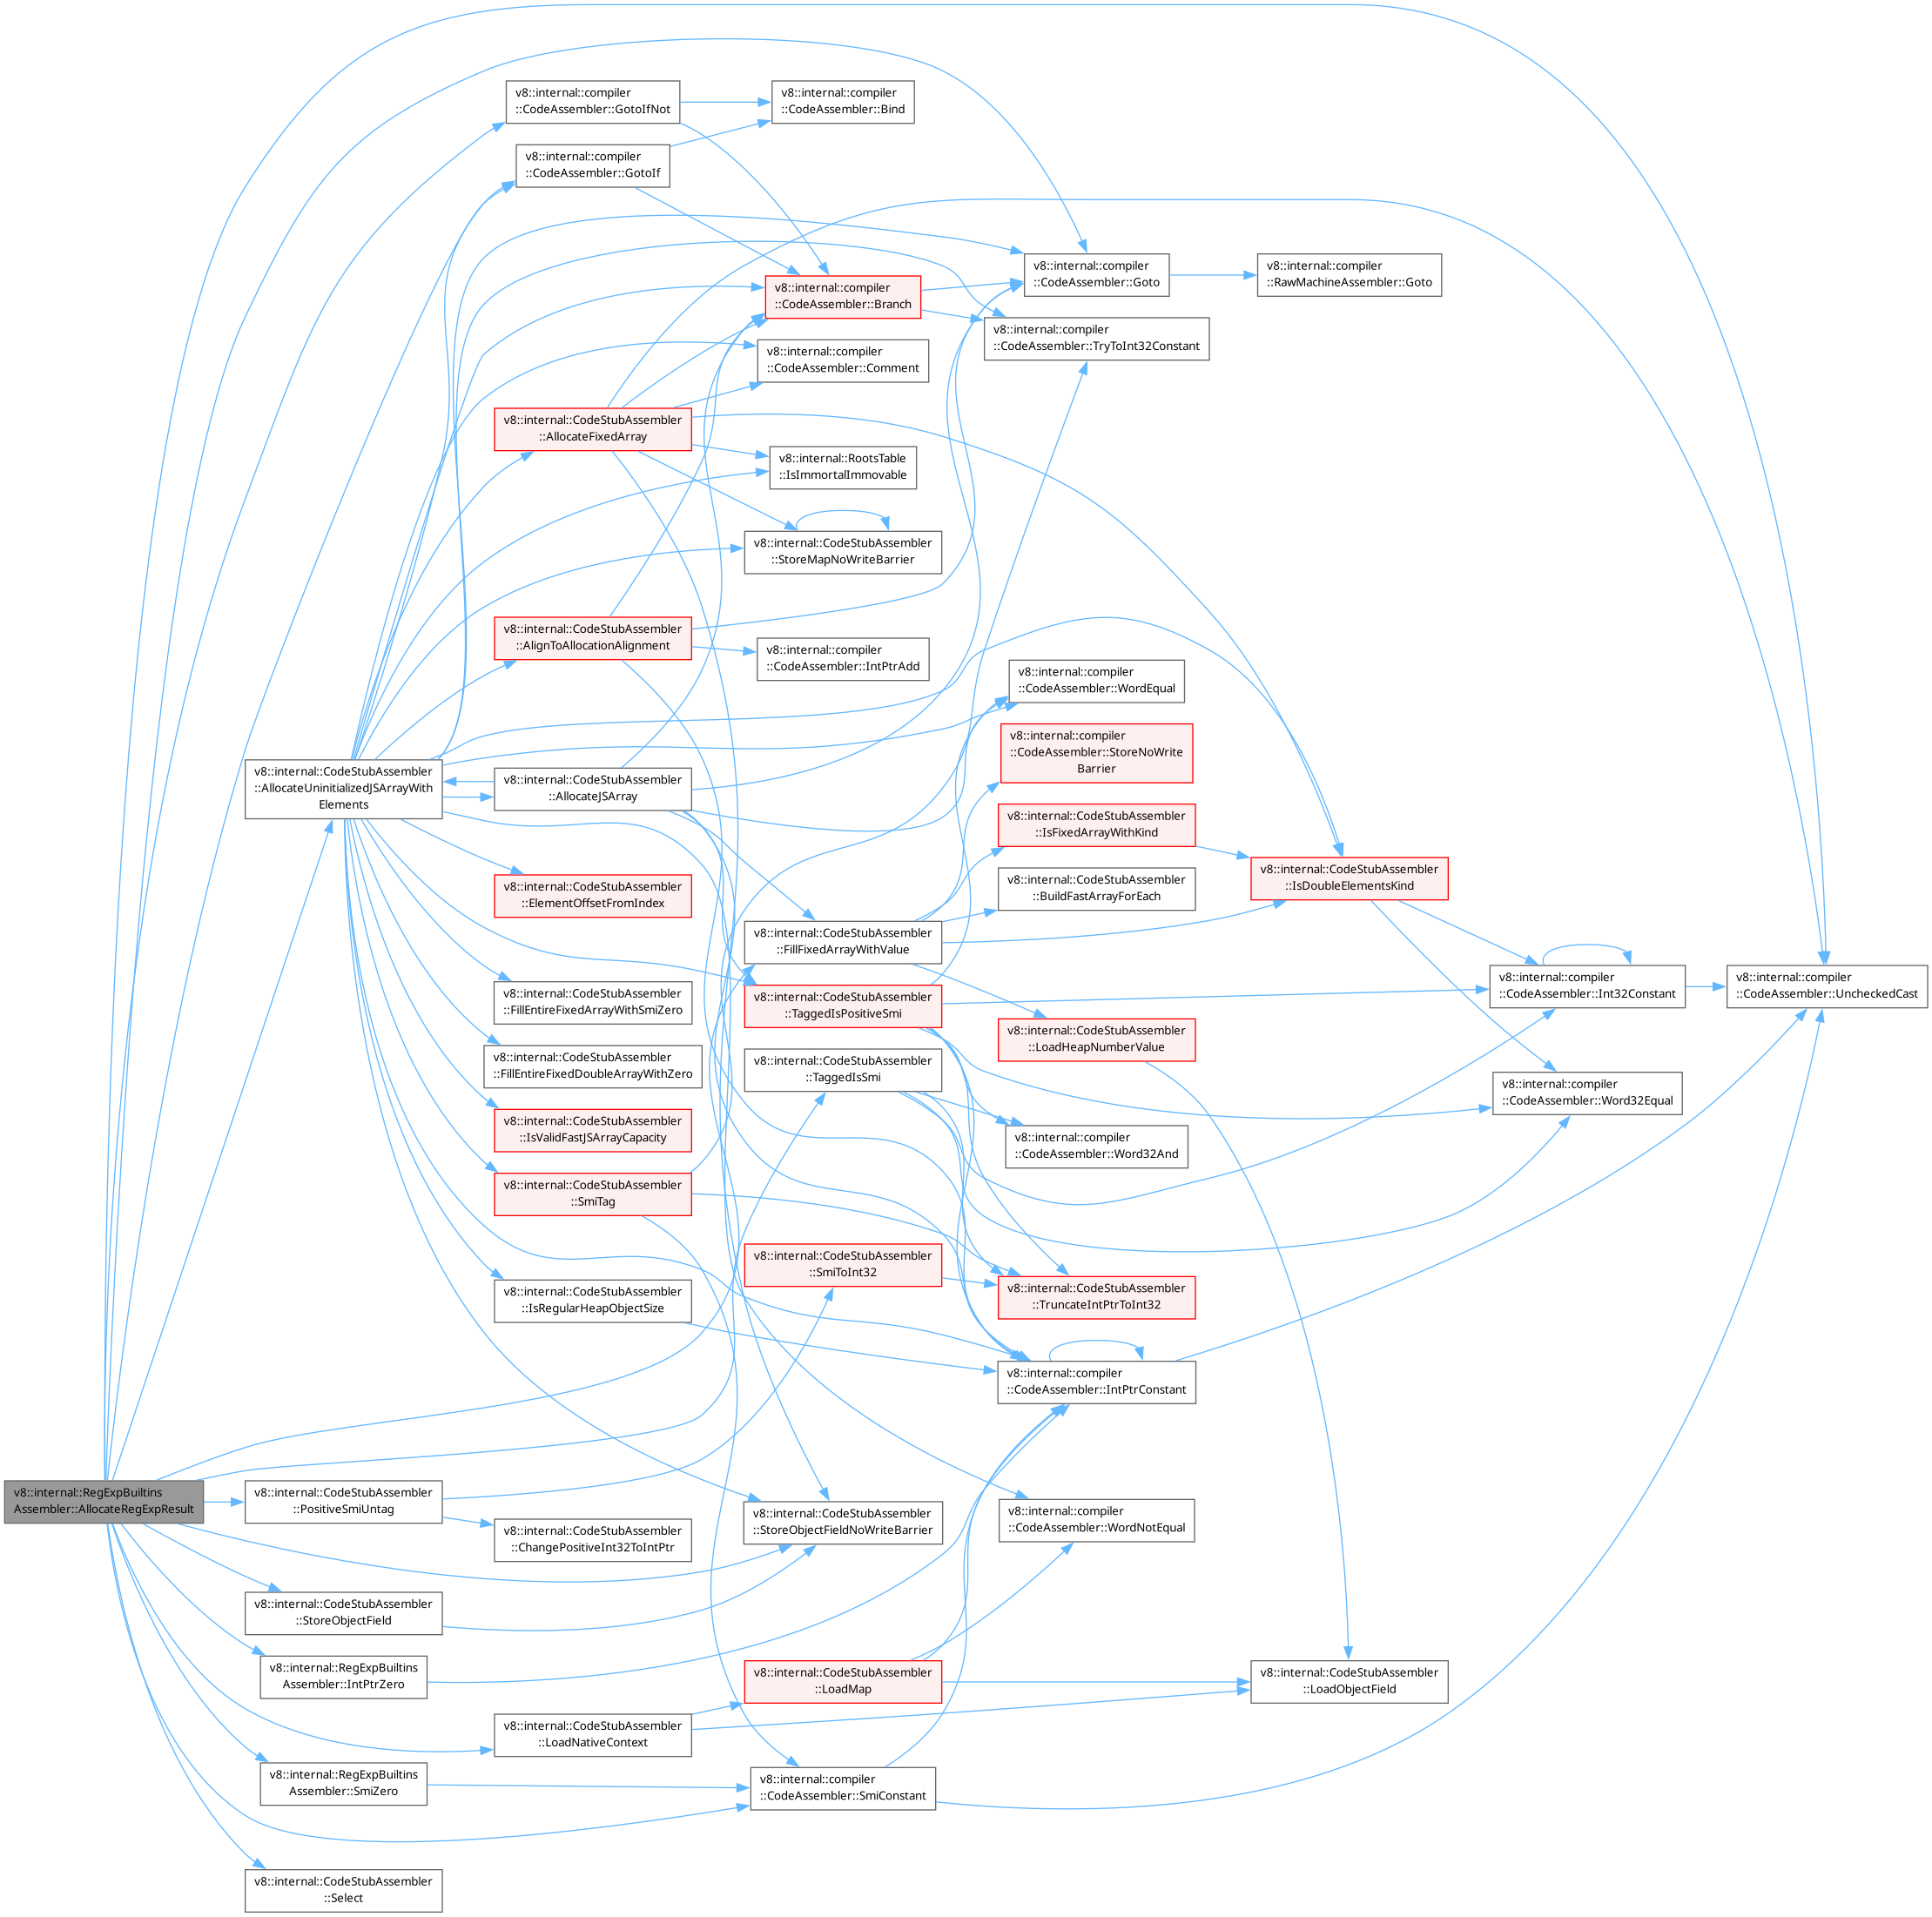 v8::internal::compiler
::CodeAssembler::GotoIfNot
v8::internal::compiler
::CodeAssembler::Bind
v8::internal::compiler
::CodeAssembler::GotoIf
v8::internal::compiler
::CodeAssembler::Goto
v8::internal::compiler
::RawMachineAssembler::Goto
v8::internal::compiler
::CodeAssembler::Branch
v8::internal::compiler
::CodeAssembler::TryToInt32Constant
v8::internal::compiler
::CodeAssembler::Comment
v8::internal::CodeStubAssembler
::AllocateFixedArray
v8::internal::RootsTable
::IsImmortalImmovable
v8::internal::CodeStubAssembler
::StoreMapNoWriteBarrier
v8::internal::CodeStubAssembler
::AlignToAllocationAlignment
v8::internal::compiler
::CodeAssembler::IntPtrAdd
v8::internal::compiler
::CodeAssembler::WordEqual
v8::internal::compiler
::CodeAssembler::StoreNoWrite
Barrier
v8::internal::CodeStubAssembler
::AllocateUninitializedJSArrayWith
Elements
v8::internal::CodeStubAssembler
::AllocateJSArray
v8::internal::CodeStubAssembler
::IsFixedArrayWithKind
v8::internal::CodeStubAssembler
::IsDoubleElementsKind
v8::internal::CodeStubAssembler
::ElementOffsetFromIndex
v8::internal::CodeStubAssembler
::BuildFastArrayForEach
v8::internal::CodeStubAssembler
::FillFixedArrayWithValue
v8::internal::compiler
::CodeAssembler::Int32Constant
v8::internal::compiler
::CodeAssembler::UncheckedCast
v8::internal::CodeStubAssembler
::FillEntireFixedArrayWithSmiZero
v8::internal::CodeStubAssembler
::TaggedIsPositiveSmi
v8::internal::CodeStubAssembler
::LoadHeapNumberValue
v8::internal::CodeStubAssembler
::FillEntireFixedDoubleArrayWithZero
v8::internal::CodeStubAssembler
::TaggedIsSmi
v8::internal::compiler
::CodeAssembler::Word32Equal
v8::internal::CodeStubAssembler
::IsValidFastJSArrayCapacity
v8::internal::compiler
::CodeAssembler::Word32And
v8::internal::CodeStubAssembler
::SmiTag
v8::internal::CodeStubAssembler
::SmiToInt32
v8::internal::CodeStubAssembler
::IsRegularHeapObjectSize
v8::internal::CodeStubAssembler
::TruncateIntPtrToInt32
v8::internal::compiler
::CodeAssembler::IntPtrConstant
v8::internal::RegExpBuiltins
Assembler::AllocateRegExpResult
v8::internal::CodeStubAssembler
::PositiveSmiUntag
v8::internal::CodeStubAssembler
::ChangePositiveInt32ToIntPtr
v8::internal::CodeStubAssembler
::StoreObjectFieldNoWriteBarrier
v8::internal::compiler
::CodeAssembler::WordNotEqual
v8::internal::CodeStubAssembler
::StoreObjectField
v8::internal::RegExpBuiltins
Assembler::IntPtrZero
v8::internal::CodeStubAssembler
::LoadMap
v8::internal::CodeStubAssembler
::LoadObjectField
v8::internal::CodeStubAssembler
::LoadNativeContext
v8::internal::RegExpBuiltins
Assembler::SmiZero
v8::internal::compiler
::CodeAssembler::SmiConstant
v8::internal::CodeStubAssembler
::Select